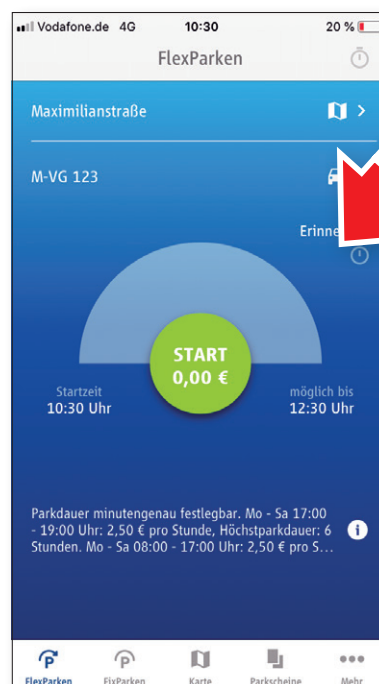 Vodafone.de 4G 10:30 20 %
FlexParken
Maximilianstraße
M-VG 123
START
0,00 €
Startzeit
10:30 Uhr
möglich bis
12:30 Uhr
Parkdauer minutengenau festlegbar. Mo - Sa 17:00
- 19:00 Uhr: 2,50 € pro Stunde, Höchstparkdauer: 6
Stunden. Mo - Sa 08:00 - 17:00 Uhr: 2,50 € pro S...
FlexParken FixParken Karte Parkscheine Mehr